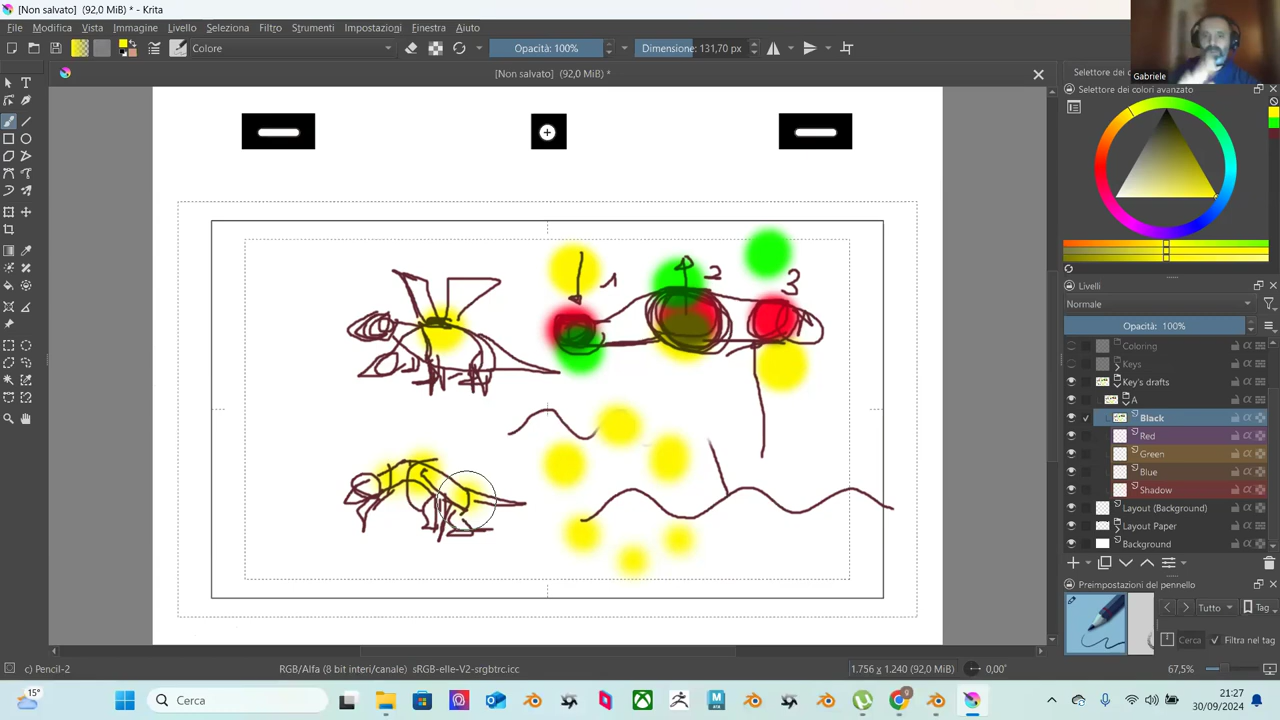 [Non salvato] (92,0 MiB) * - Krita
File Modifica Vista Immagine Livello Seleziona Filtro Strumenti Impostazioni Finestra Aiuto
Colore
Opacità: 100%
Dimensione: 131,70 px
Gabriele
[Non salvato] (92,0 MiB) *
Selettore dei c
Selettore dei colori avanzato
1
2
3
Livelli
Normale
Opacità: 100%
Coloring
Keys
Key's drafts
A
Black
Red
Green
Blue
Shadow
Layout (Background)
Layout Paper
Background
Preimpostazioni del pennello
Tutto
Tag
Cerca
Filtra nel tag
c) Pencil-2
RGB/Alfa (8 bit interi/canale) sRGB-elle-V2-srgbtrc.icc
1.756 x 1.240 (92,0 MiB)
0,00°
67,5%
15°
Cerca
21:27
30/09/2024